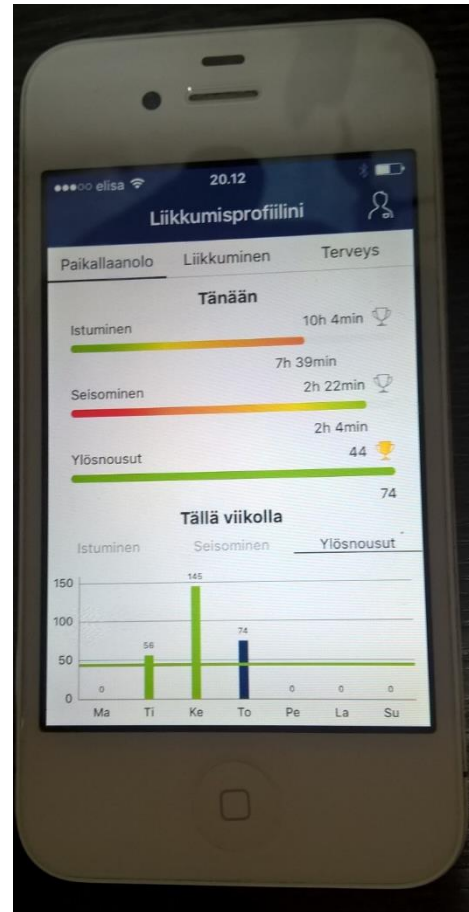 elisa 20.12
Liikkumisprofiilini
Paikallaanolo Liikkuminen Terveys
Tänään
Istuminen 10h 4min
7h 39min
Seisominen 2h 22min
2h 4min
Ylösnousut 44
74
Tällä viikolla
Istuminen Seisominen Ylösnousut
150
145
100
74
56
50
0 0 0 0
0
Ma Ti Ke To Pe La Su